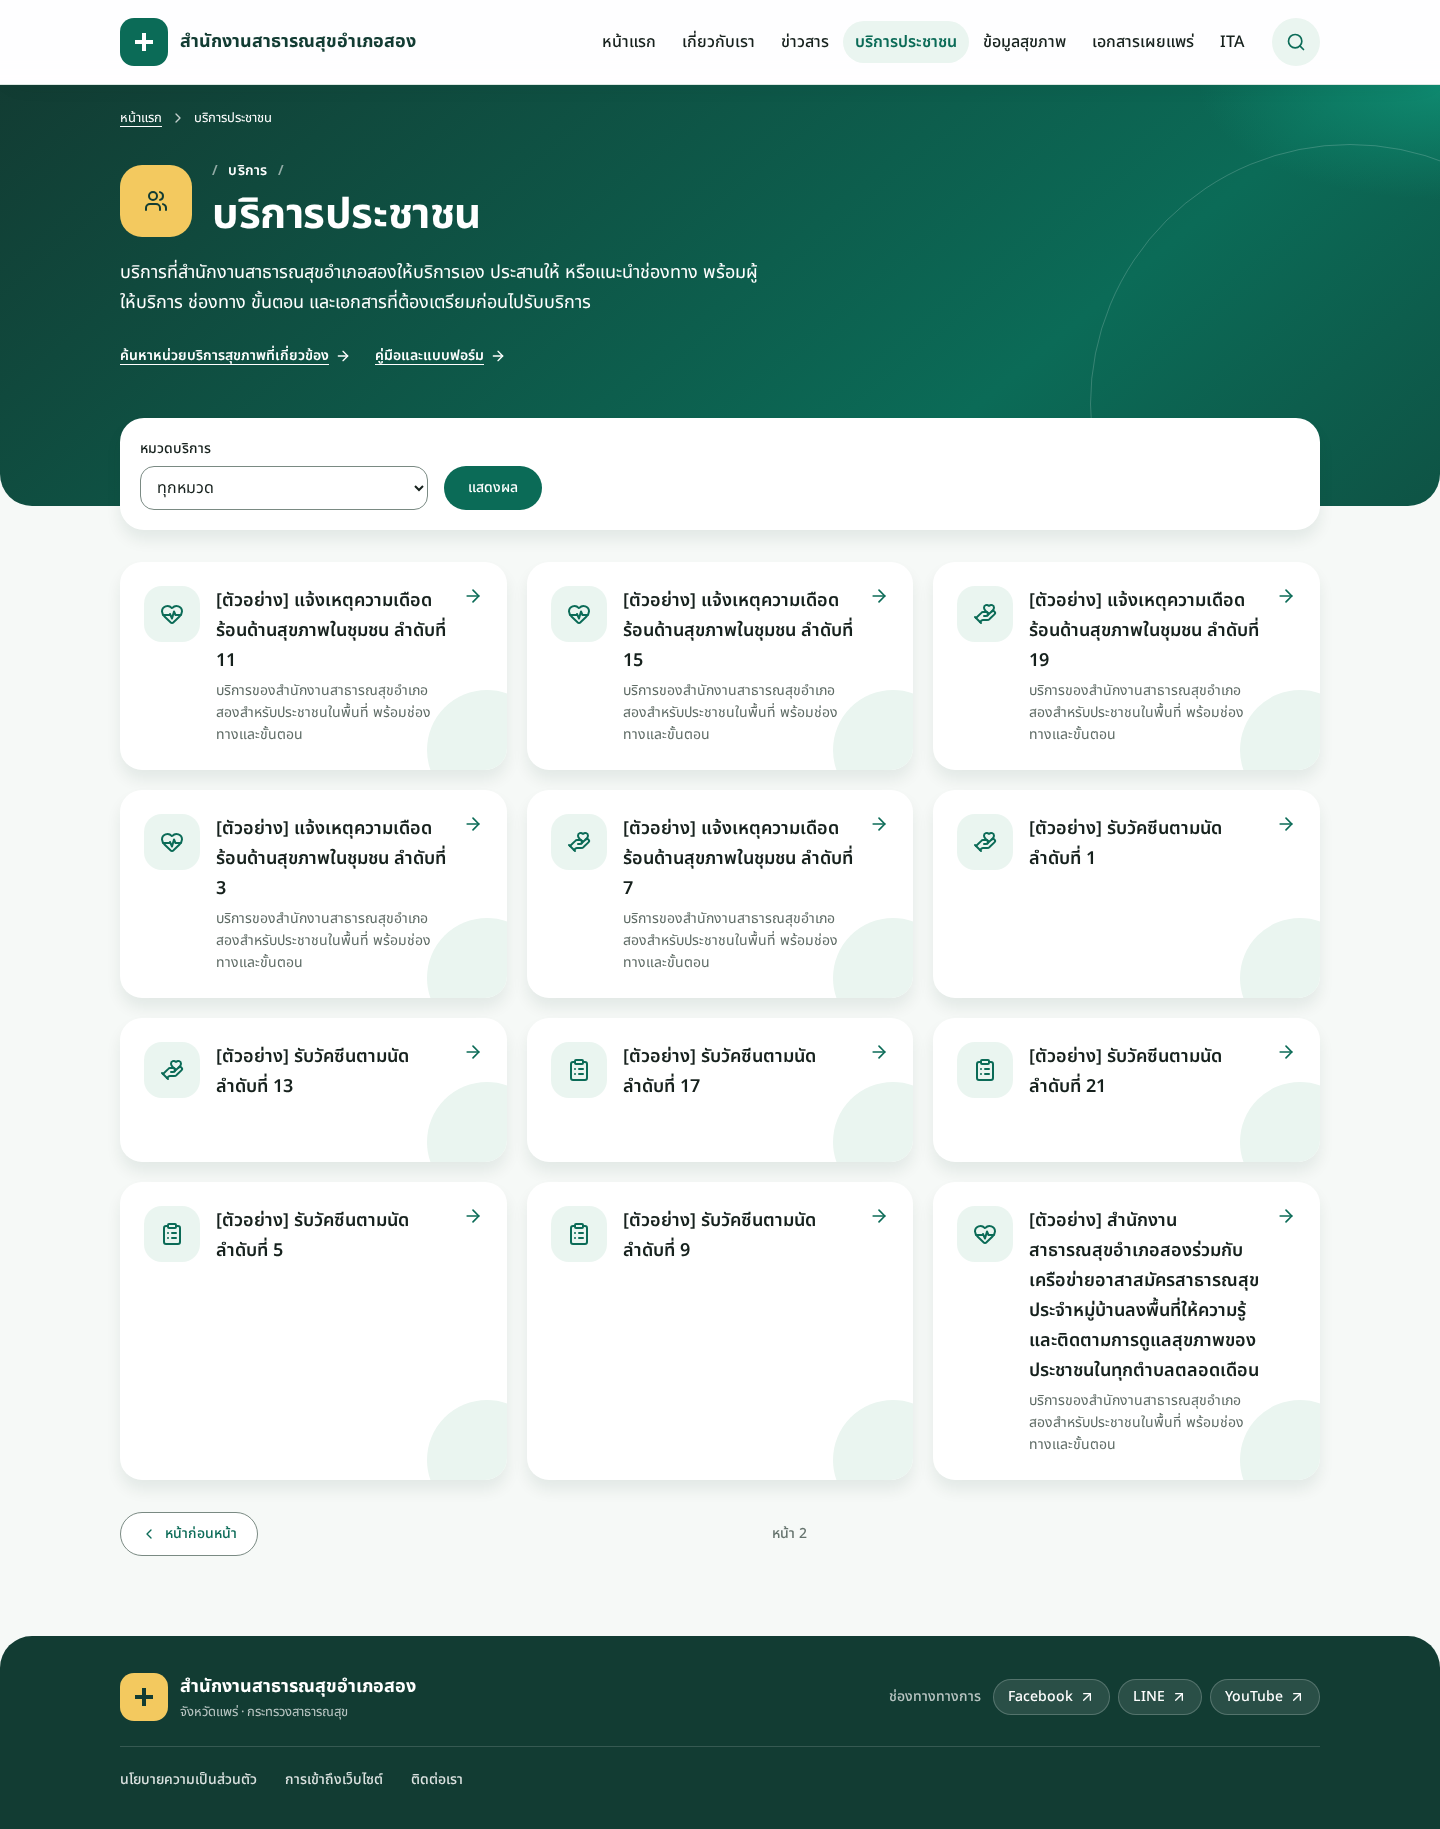 สำนักงานสาธารณสุขอำเภอสอง
หน้าแรก เกี่ยวกับเรา ข่าวสาร บริการประชาชน ข้อมูลสุขภาพ เอกสารเผยแพร่ ITA
หน้าแรก บริการประชาชน
/ บริการ /
บริการประชาชน
บริการที่สำนักงานสาธารณสุขอำเภอสองให้บริการเอง ประสานให้ หรือแนะนำช่องทาง พร้อมผู้
ให้บริการ ช่องทาง ขั้นตอน และเอกสารที่ต้องเตรียมก่อนไปรับบริการ
ค้นหาหน่วยบริการสุขภาพที่เกี่ยวข้อง คู่มือและแบบฟอร์ม
หมวดบริการ
ทุกหมวด แสดงผล
[ตัวอย่าง] แจ้งเหตุความเดือด
ร้อนด้านสุขภาพในชุมชน ลำดับที่
11
บริการของสำนักงานสาธารณสุขอำเภอ
สองสำหรับประชาชนในพื้นที่ พร้อมช่อง
ทางและขั้นตอน
[ตัวอย่าง] แจ้งเหตุความเดือด
ร้อนด้านสุขภาพในชุมชน ลำดับที่
15
บริการของสำนักงานสาธารณสุขอำเภอ
สองสำหรับประชาชนในพื้นที่ พร้อมช่อง
ทางและขั้นตอน
[ตัวอย่าง] แจ้งเหตุความเดือด
ร้อนด้านสุขภาพในชุมชน ลำดับที่
19
บริการของสำนักงานสาธารณสุขอำเภอ
สองสำหรับประชาชนในพื้นที่ พร้อมช่อง
ทางและขั้นตอน
[ตัวอย่าง] แจ้งเหตุความเดือด
ร้อนด้านสุขภาพในชุมชน ลำดับที่
3
บริการของสำนักงานสาธารณสุขอำเภอ
สองสำหรับประชาชนในพื้นที่ พร้อมช่อง
ทางและขั้นตอน
[ตัวอย่าง] แจ้งเหตุความเดือด
ร้อนด้านสุขภาพในชุมชน ลำดับที่
7
บริการของสำนักงานสาธารณสุขอำเภอ
สองสำหรับประชาชนในพื้นที่ พร้อมช่อง
ทางและขั้นตอน
[ตัวอย่าง] รับวัคซีนตามนัด
ลำดับที่ 1
[ตัวอย่าง] รับวัคซีนตามนัด
ลำดับที่ 13
[ตัวอย่าง] รับวัคซีนตามนัด
ลำดับที่ 17
[ตัวอย่าง] รับวัคซีนตามนัด
ลำดับที่ 21
[ตัวอย่าง] รับวัคซีนตามนัด
ลำดับที่ 5
[ตัวอย่าง] รับวัคซีนตามนัด
ลำดับที่ 9
[ตัวอย่าง] สำนักงาน
สาธารณสุขอำเภอสองร่วมกับ
เครือข่ายอาสาสมัครสาธารณสุข
ประจำหมู่บ้านลงพื้นที่ให้ความรู้
และติดตามการดูแลสุขภาพของ
ประชาชนในทุกตำบลตลอดเดือน
บริการของสำนักงานสาธารณสุขอำเภอ
สองสำหรับประชาชนในพื้นที่ พร้อมช่อง
ทางและขั้นตอน
หน้าก่อนหน้า หน้า 2
สำนักงานสาธารณสุขอำเภอสอง
จังหวัดแพร่ · กระทรวงสาธารณสุข
ช่องทางทางการ Facebook LINE YouTube
นโยบายความเป็นส่วนตัว การเข้าถึงเว็บไซต์ ติดต่อเรา